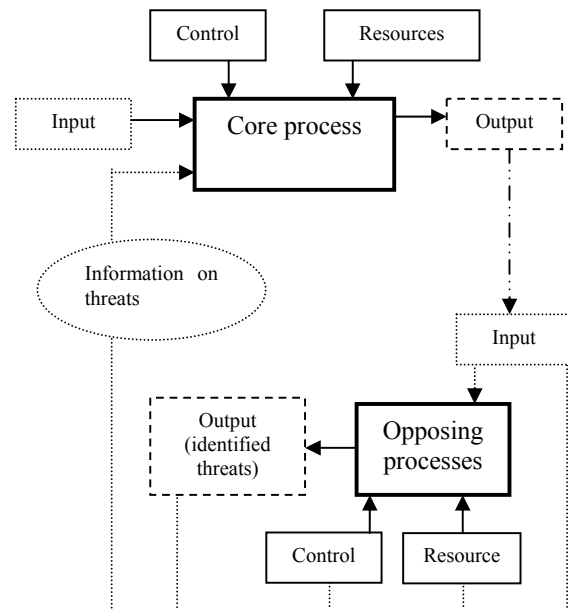 Control
Resources
Input
Core process
Output
Information on
threats
Input
Output
(identified
threats)
Opposing
processes
Control
Resource